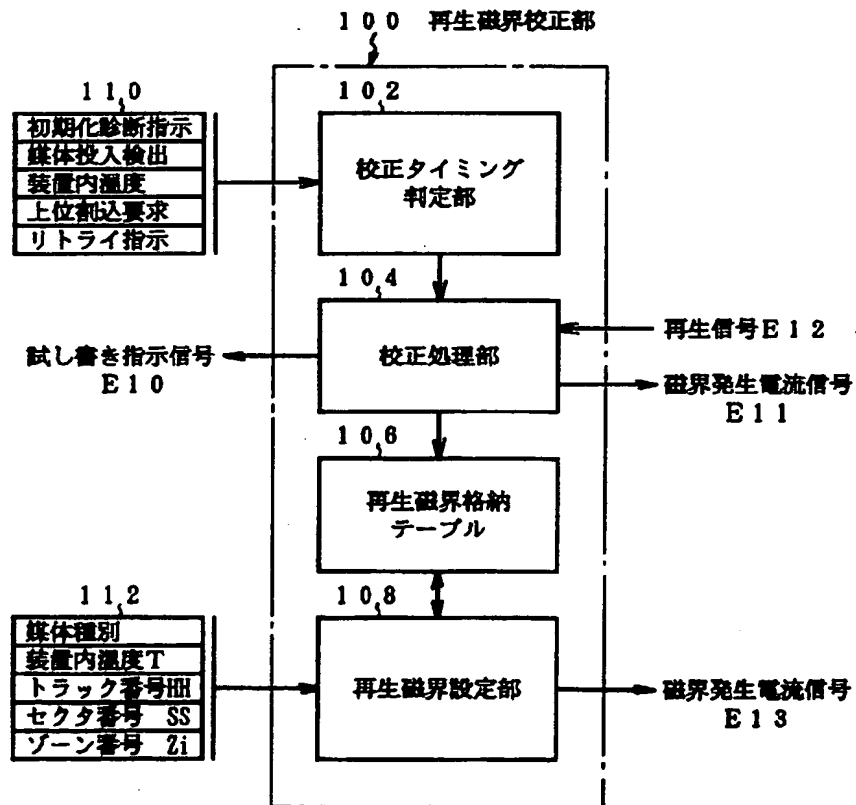 100 再生磁界校正部
110
初期化診断指示
媒体投入検出
装置内温度
上位割込要求
リトライ指示
102
校正タイミング
判定部
104
校正処理部
再生信号E12
試し書き指示信号
E10
磁界発生電流信号
E11
106
再生磁界格納
テーブル
112
媒体種別
装置内温度T
トラック番号HH
セクタ番号 SS
ゾーン番号 Zi
108
再生磁界設定部
磁界発生電流信号
E13